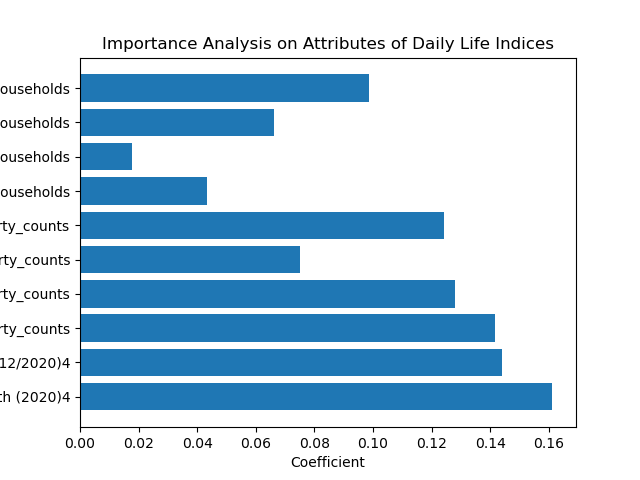 Importance Analysis on Attributes of Daily Life Indices
ouseholds
ouseholds
ouseholds
ouseholds
rty_counts
rty_counts
rty_counts
rty_counts
12/2020)4
th (2020)4
0.00 0.02 0.04 0.06 0.08 0.10 0.12 0.14 0.16
Coefficient